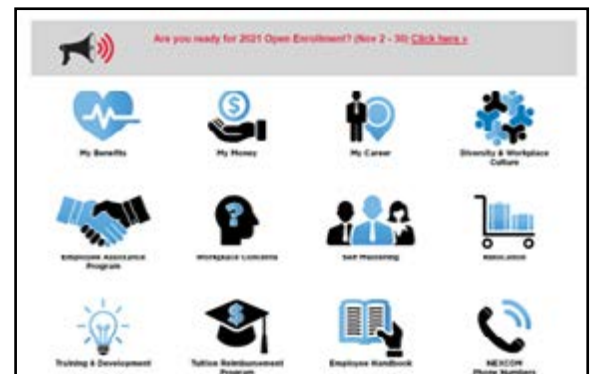 Are you ready for 2021 Open Enrollment? (Nov 2 - 30) Click here »
My Benefits
My Money
My Career
Diversity & Workplace
Culture
Employee Assistance
Program
Workplace Concerns
Self Mastering
Relocation
Training & Development
Tuition Reimbursement
Program
Employee Handbook
NEXCOM
Phone Numbers